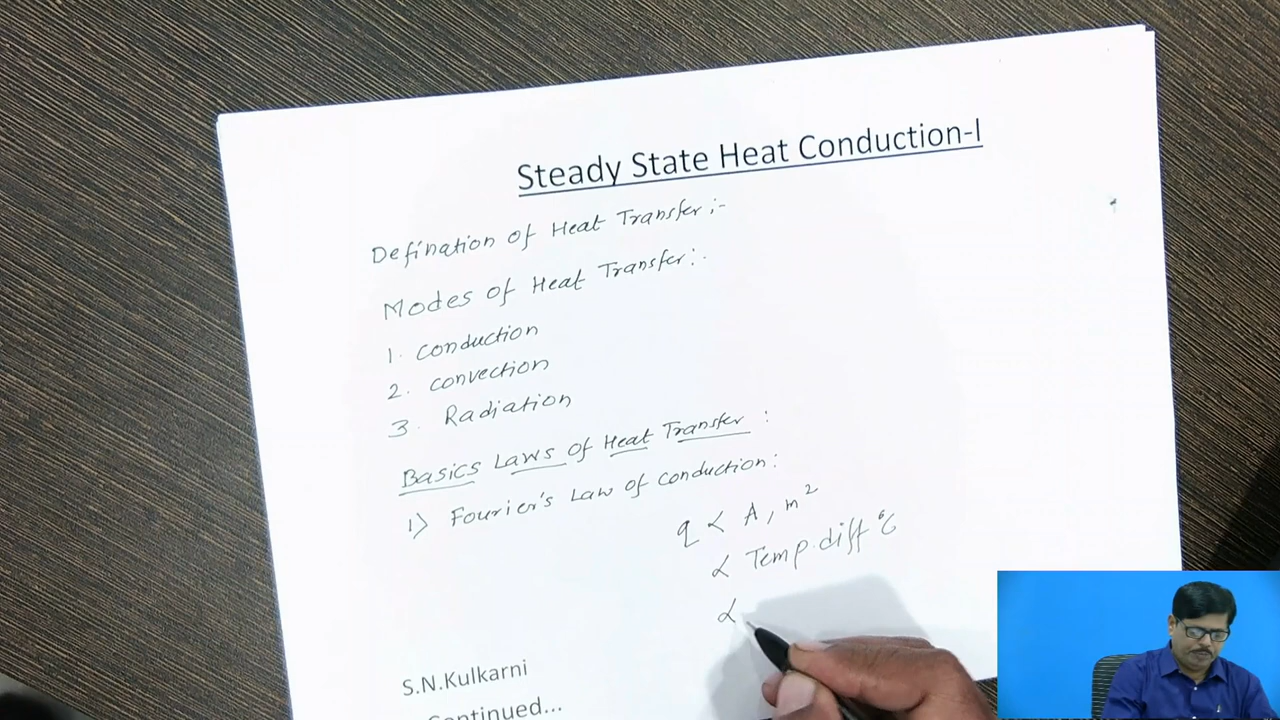 Steady State Heat Conduction-I
Defination of Heat Transfer:-
Modes of Heat Transfer:-
1. Conduction
2. Convection
3. Radiation
Basics Laws of Heat Transfer :
1) Fourier's Law of Conduction:
q ∝ A, m²
∝ Temp. diff °C
∝
S.N.Kulkarni
Continued...